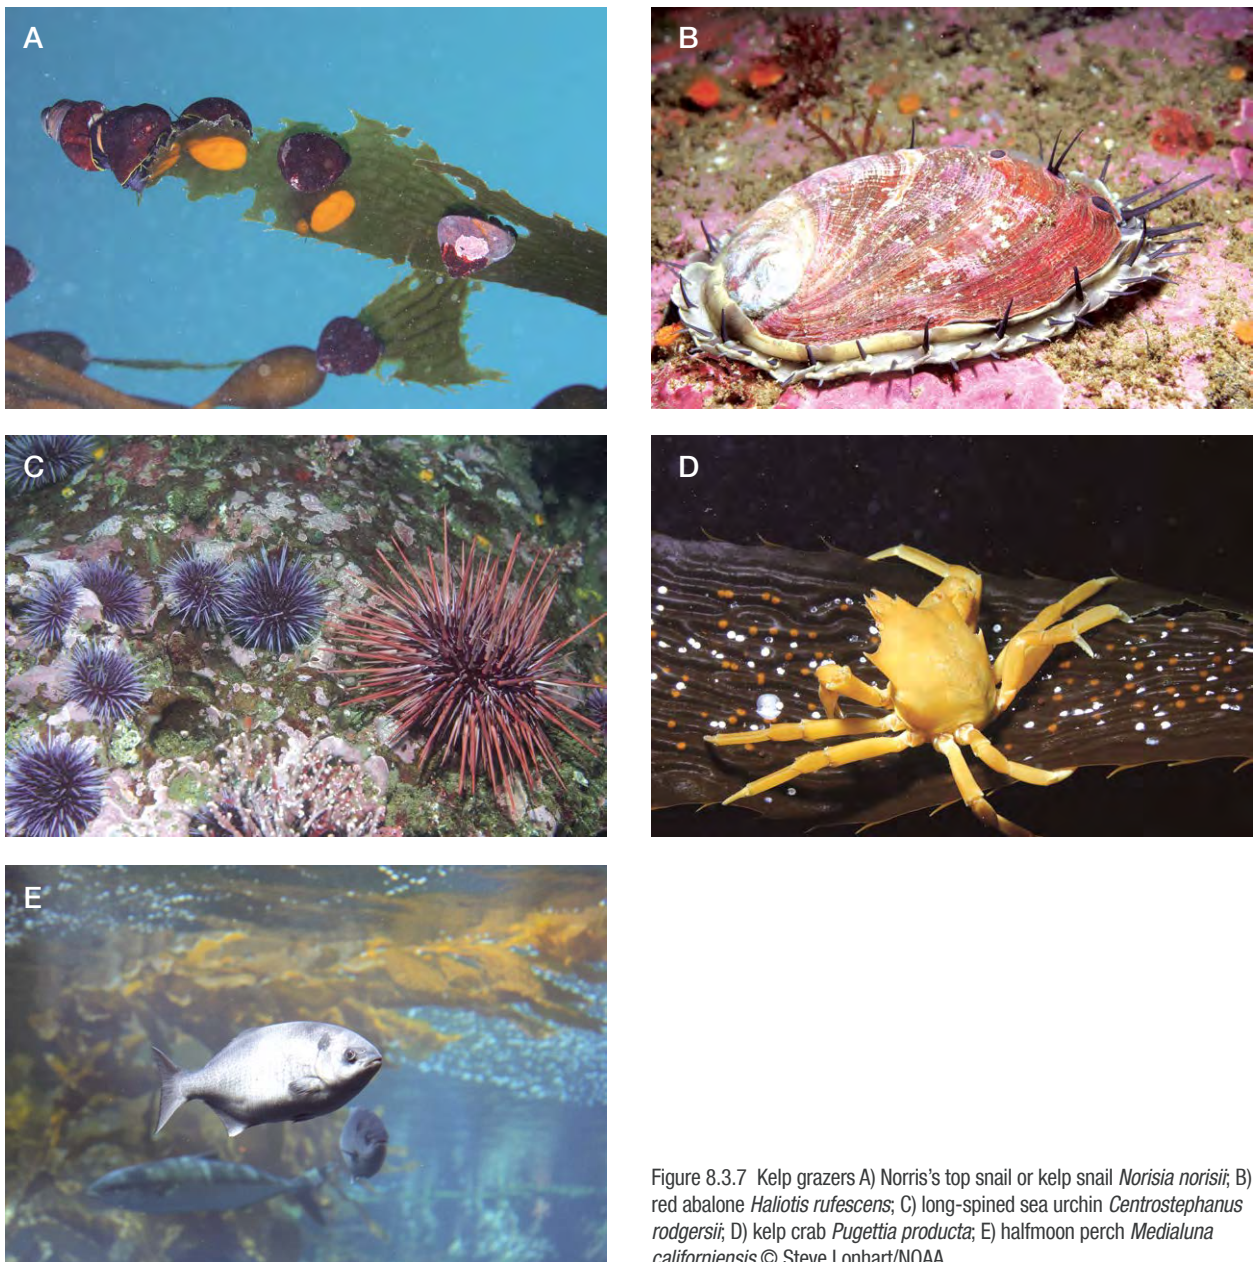 A
B
C
D
E
Figure 8.3.7 Kelp grazers A) Norris's top snail or kelp snail Norisia norisii; B)
red abalone Haliotis rufescens; C) long-spined sea urchin Centrostephanus
rodgersii; D) kelp crab Pugettia producta; E) halfmoon perch Medialuna
californiensis © Steve Lonhart/NOAA